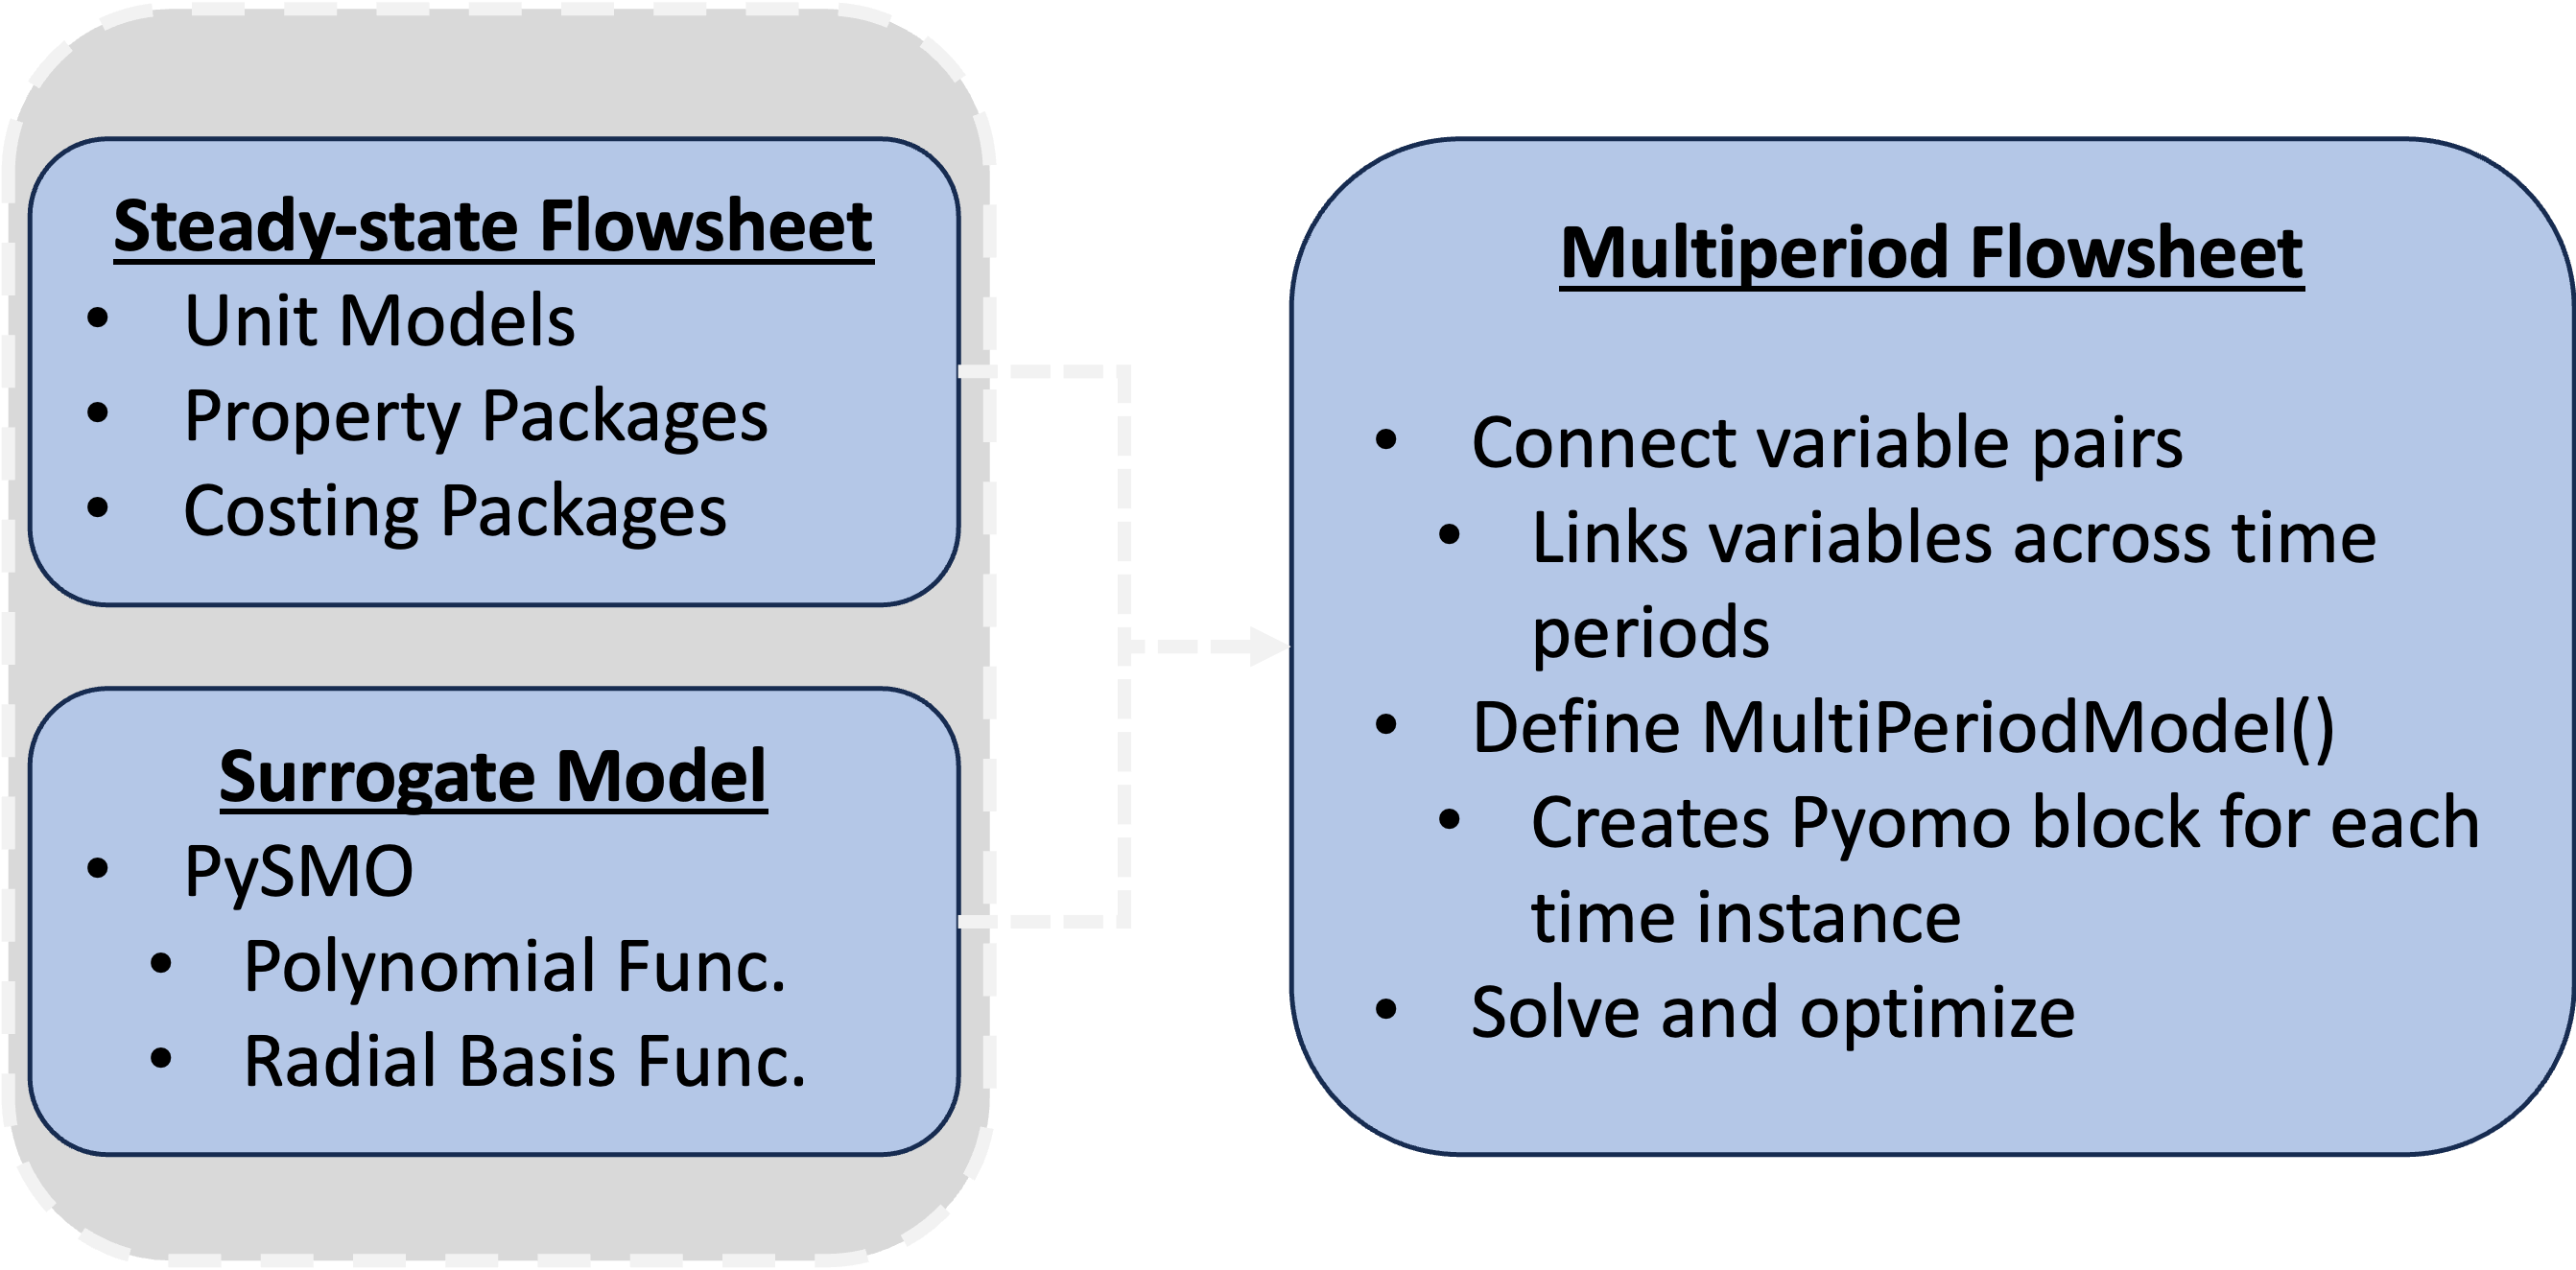 Steady-state Flowsheet
• Unit Models
• Property Packages
• Costing Packages
Surrogate Model
• PySMO
• Polynomial Func.
• Radial Basis Func.
Multiperiod Flowsheet
• Connect variable pairs
• Links variables across time
periods
• Define MultiPeriodModel()
• Creates Pyomo block for each
time instance
• Solve and optimize